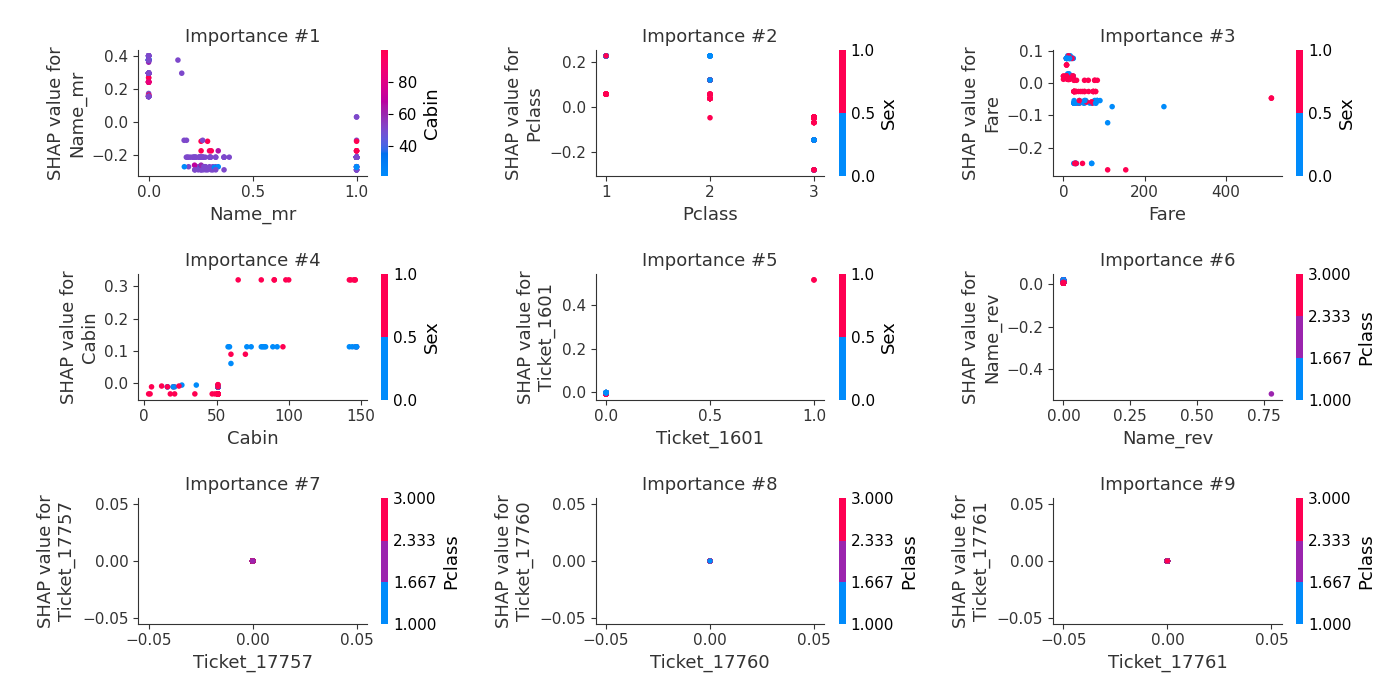 Importance #1
SHAP value for
Name_mr
0.4
0.2
0.0
−0.2
0.0
0.5
1.0
Name_mr
80
60
40
Cabin
Importance #2
SHAP value for
Pclass
0.2
0.0
−0.2
1
2
3
Pclass
1.0
0.5
0.0
Sex
Importance #3
SHAP value for
Fare
0.1
0.0
−0.1
−0.2
0
200
400
Fare
1.0
0.5
0.0
Sex
Importance #4
SHAP value for
Cabin
0.3
0.2
0.1
0.0
0
50
100
150
Cabin
1.0
0.5
0.0
Sex
Importance #5
SHAP value for
Ticket_1601
0.4
0.2
0.0
0.0
0.5
1.0
Ticket_1601
1.0
0.5
0.0
Sex
Importance #6
SHAP value for
Name_rev
0.0
−0.2
−0.4
0.00
0.25
0.50
0.75
Name_rev
3.000
2.333
1.667
1.000
Pclass
Importance #7
SHAP value for
Ticket_17757
0.05
0.00
−0.05
−0.05
0.00
0.05
Ticket_17757
3.000
2.333
1.667
1.000
Pclass
Importance #8
SHAP value for
Ticket_17760
0.05
0.00
−0.05
−0.05
0.00
0.05
Ticket_17760
3.000
2.333
1.667
1.000
Pclass
Importance #9
SHAP value for
Ticket_17761
0.05
0.00
−0.05
−0.05
0.00
0.05
Ticket_17761
3.000
2.333
1.667
1.000
Pclass